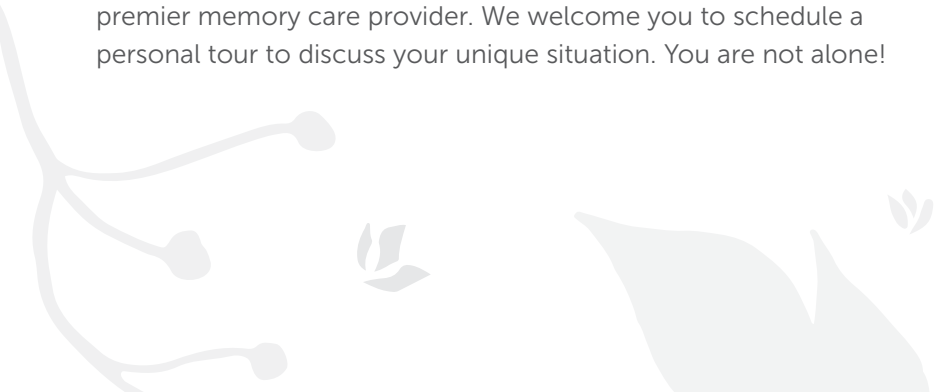 premier memory care provider. We welcome you to schedule a
personal tour to discuss your unique situation. You are not alone!